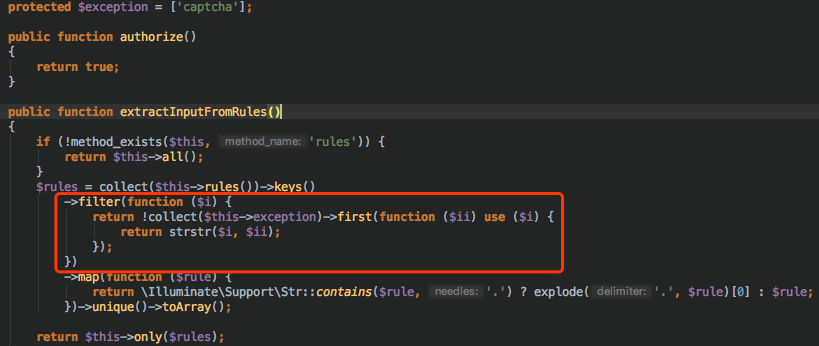 protected $exception = ['captcha'];
public function authorize()
{
return true;
}
public function extractInputFromRules()
{
if (!method_exists($this, method_name: 'rules')) {
return $this->all();
}
$rules = collect($this->rules())->keys()
->filter(function ($i) {
return !collect($this->exception)->first(function ($ii) use ($i) {
return strstr($i, $ii);
});
})
->map(function ($rule) {
return \Illuminate\Support\Str::contains($rule, needles: '.') ? explode( delimiter: '.', $rule)[0] : $rule;
})->unique()->toArray();
return $this->only($rules);